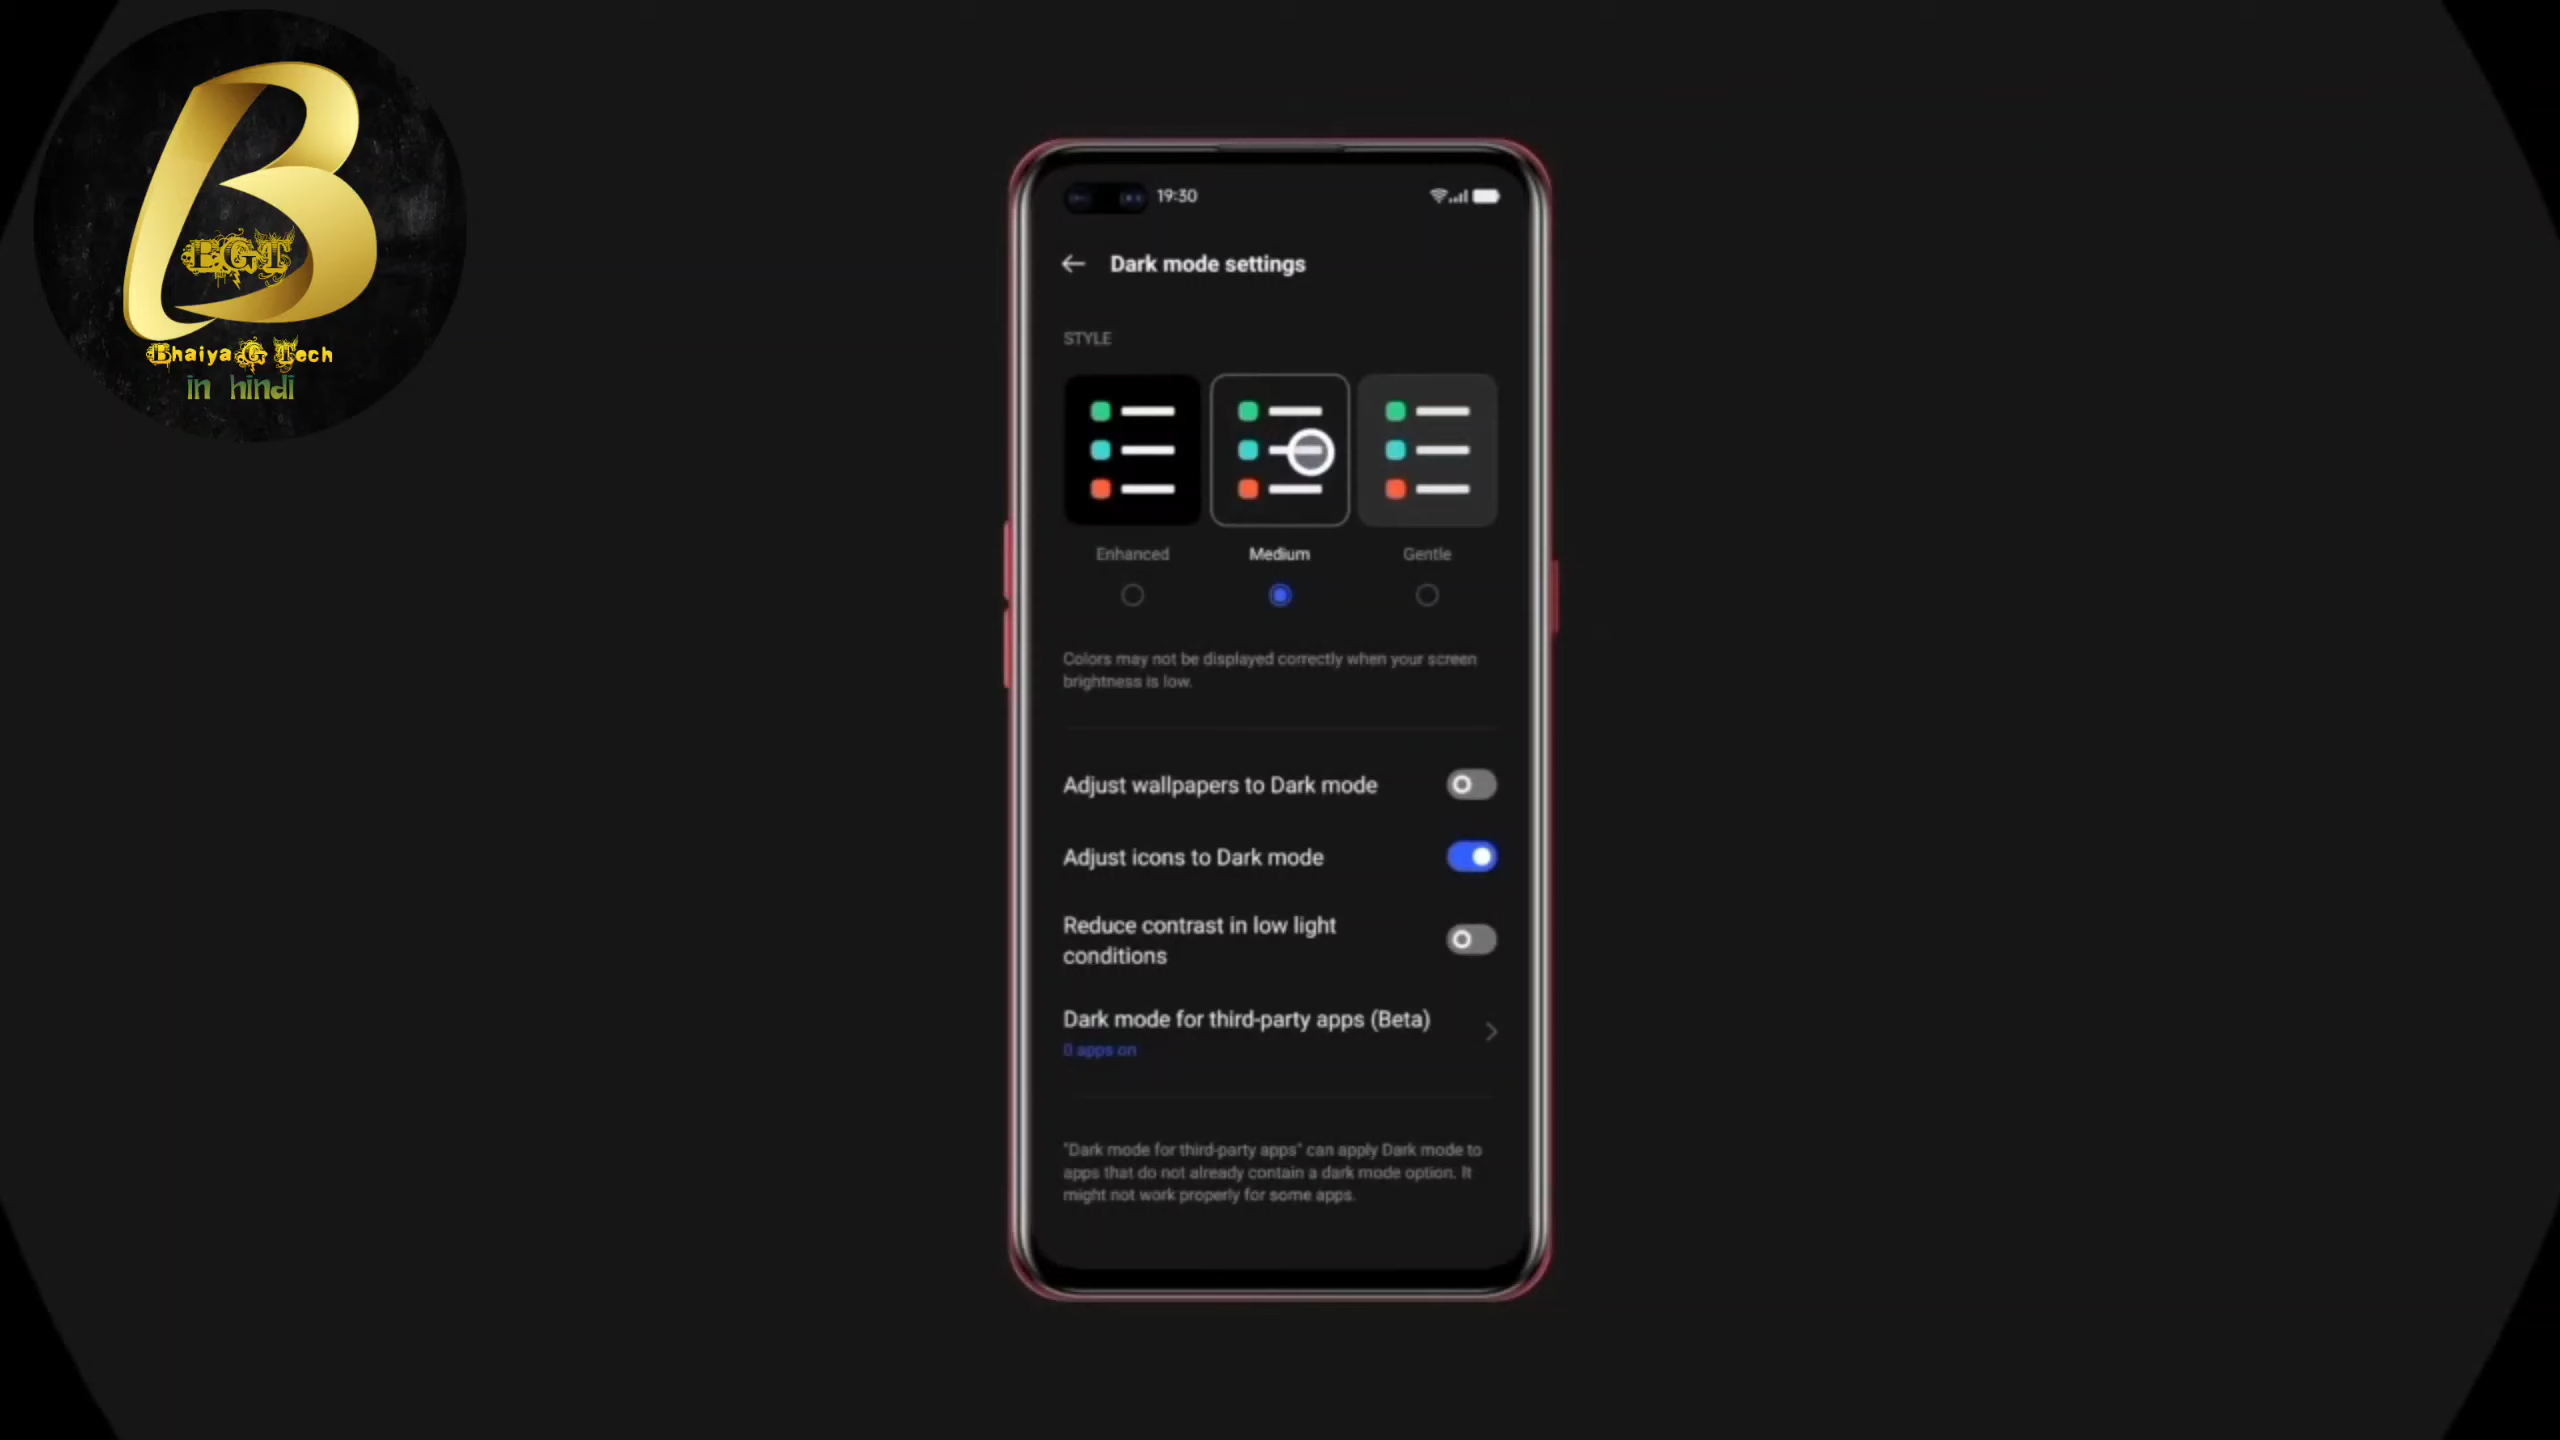 BGT
Bhaiya G Tech
in hindi
19:30
Dark mode settings
STYLE
Enhanced
Medium
Gentle
Colors may not be displayed correctly when your screen
brightness is low.
Adjust wallpapers to Dark mode
Adjust icons to Dark mode
Reduce contrast in low light
conditions
Dark mode for third-party apps (Beta)
0 apps on
"Dark mode for third-party apps" can apply Dark mode to
apps that do not already contain a dark mode option. It
might not work properly for some apps.